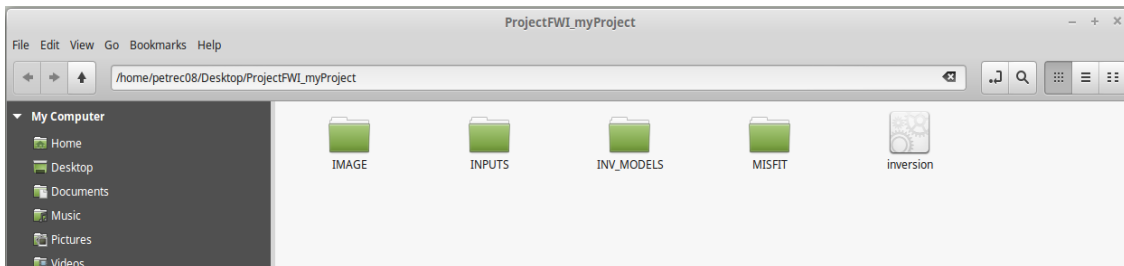 ProjectFWI_myProject
File Edit View Go Bookmarks Help
/home/petrec08/Desktop/ProjectFWI_myProject
My Computer
Home
Desktop
Documents
Music
Pictures
Videos
IMAGE INPUTS INV_MODELS MISFIT inversion